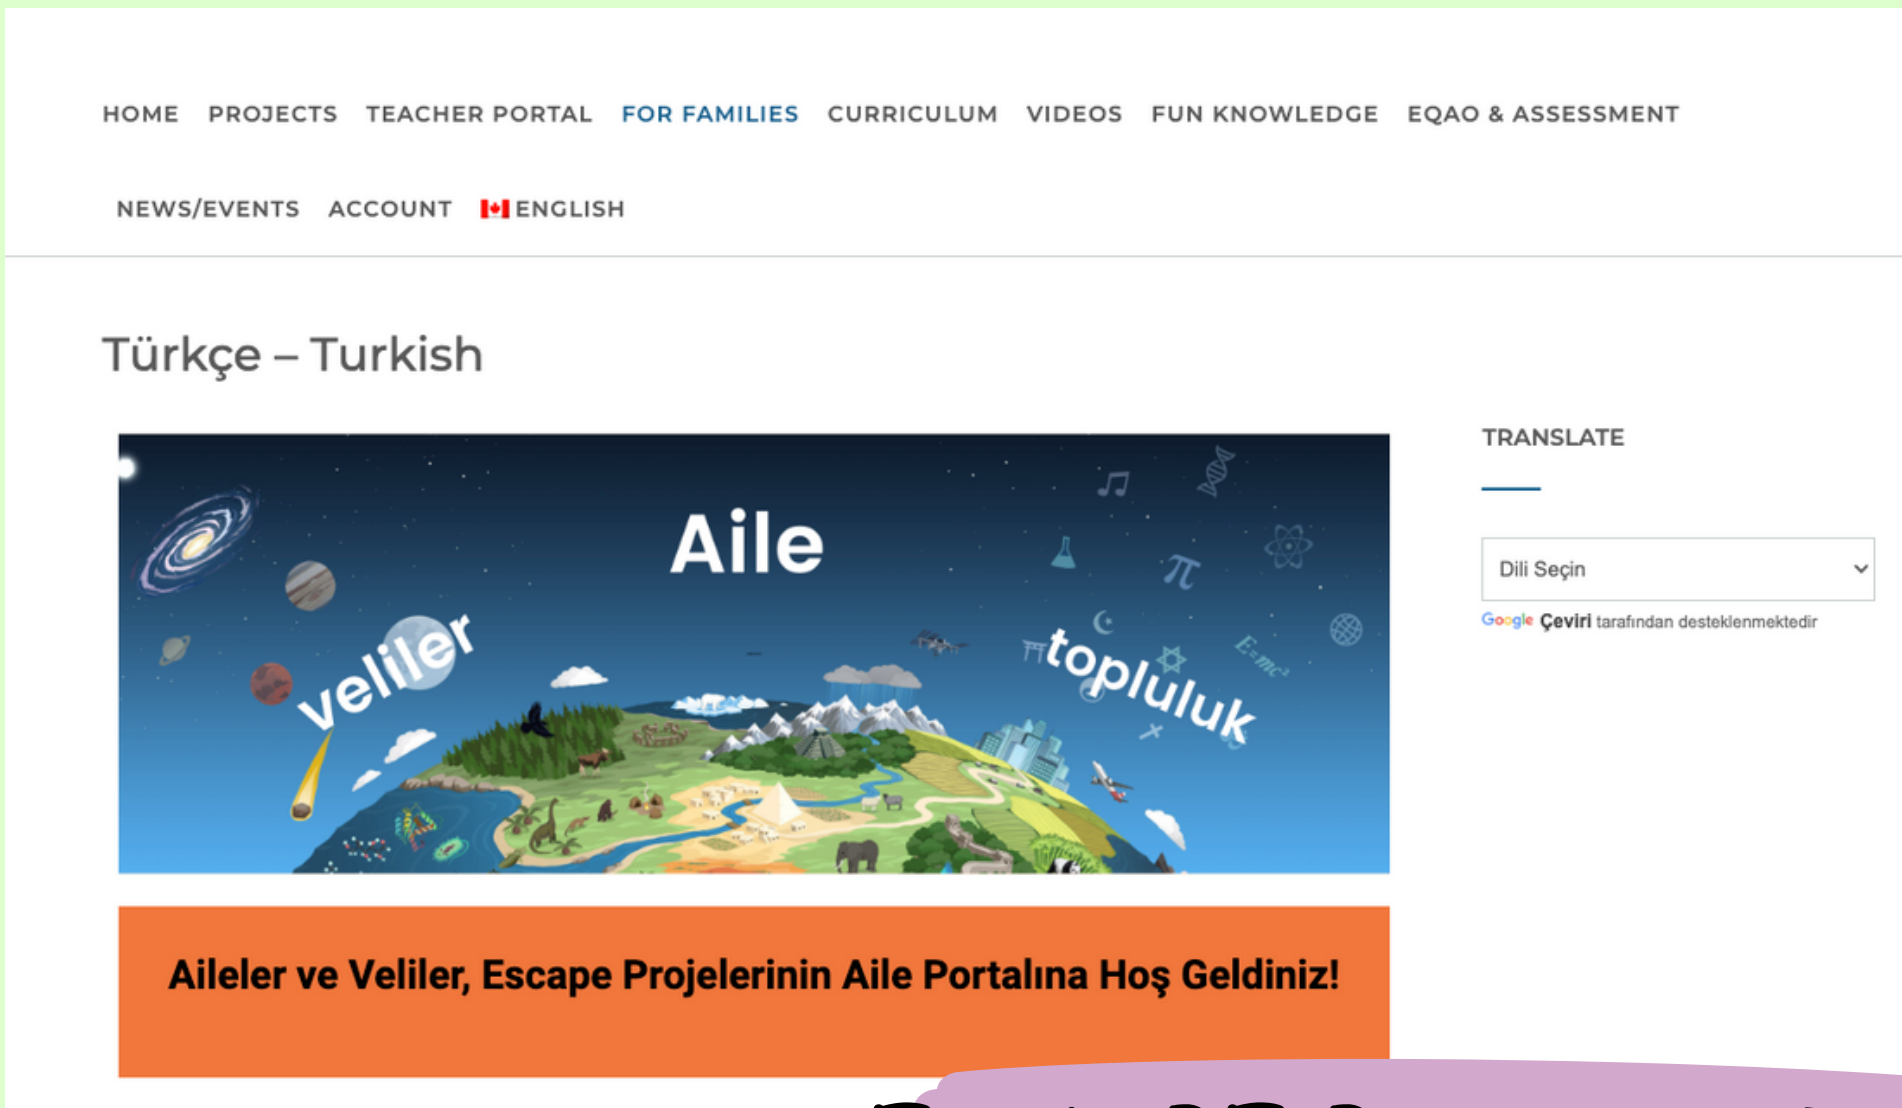 HOME PROJECTS TEACHER PORTAL FOR FAMILIES CURRICULUM VIDEOS FUN KNOWLEDGE EQAO & ASSESSMENT
NEWS/EVENTS ACCOUNT ENGLISH
Türkçe – Turkish
Aile
veliler
topluluk
π
E=mc²
TRANSLATE
Dili Seçin
Google Çeviri tarafından desteklenmektedir
Aileler ve Veliler, Escape Projelerinin Aile Portalına Hoş Geldiniz!